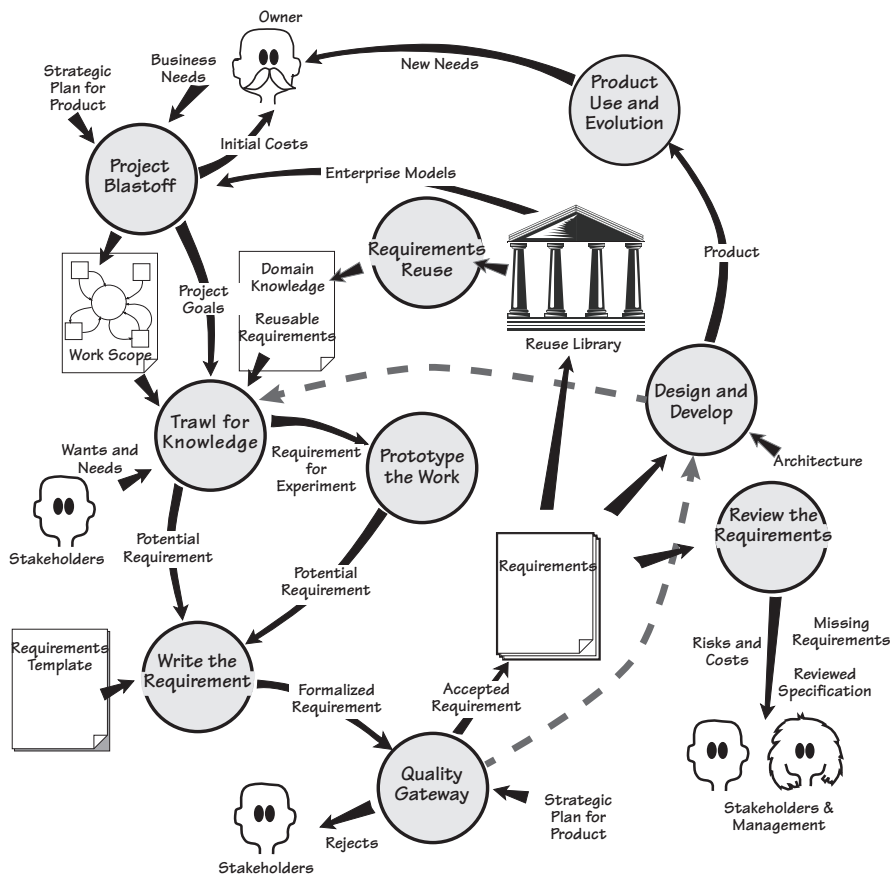 Owner
Strategic
Plan for
Product
Business
Needs
New Needs
Product
Use and
Evolution
Project
Blastoff
Initial Costs
Enterprise Models
Requirements
Reuse
Domain
Knowledge
Reusable
Requirements
Project
Goals
Work Scope
Reuse Library
Product
Trawl for
Knowledge
Design and
Develop
Requirement
for
Experiment
Prototype
the Work
Wants and
Needs
Architecture
Stakeholders
Potential
Requirement
Review the
Requirements
Requirements
Potential
Requirement
Requirements
Template
Write the
Requirement
Risks and
Costs
Missing
Requirements
Reviewed
Specification
Formalized
Requirement
Accepted
Requirement
Quality
Gateway
Strategic
Plan for
Product
Stakeholders &
Management
Rejects
Stakeholders